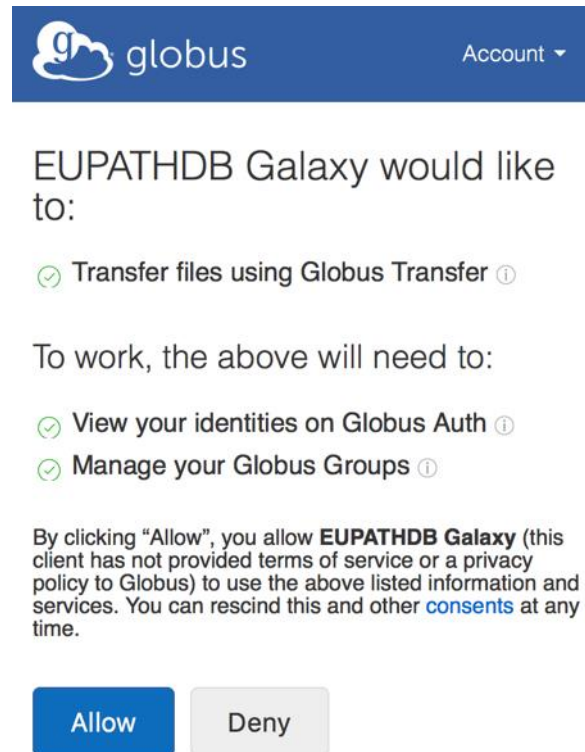 globus
Account
EUPATHDB Galaxy would like
to:
Transfer files using Globus Transfer
To work, the above will need to:
View your identities on Globus Auth
Manage your Globus Groups
By clicking “Allow”, you allow EUPATHDB Galaxy (this
client has not provided terms of service or a privacy
policy to Globus) to use the above listed information and
services. You can rescind this and other consents at any
time.
Allow
Deny